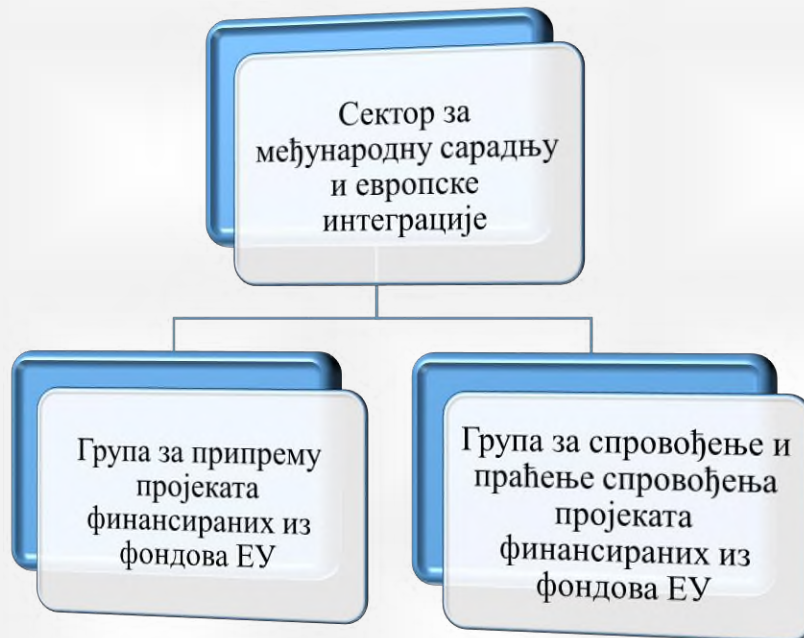 Сектор за
међународну сарадњу
и европске
интеграције
Група за припрему
пројеката
финансираних из
фондова ЕУ
Група за спровођење и
праћење спровођења
пројеката
финансираних из
фондова ЕУ